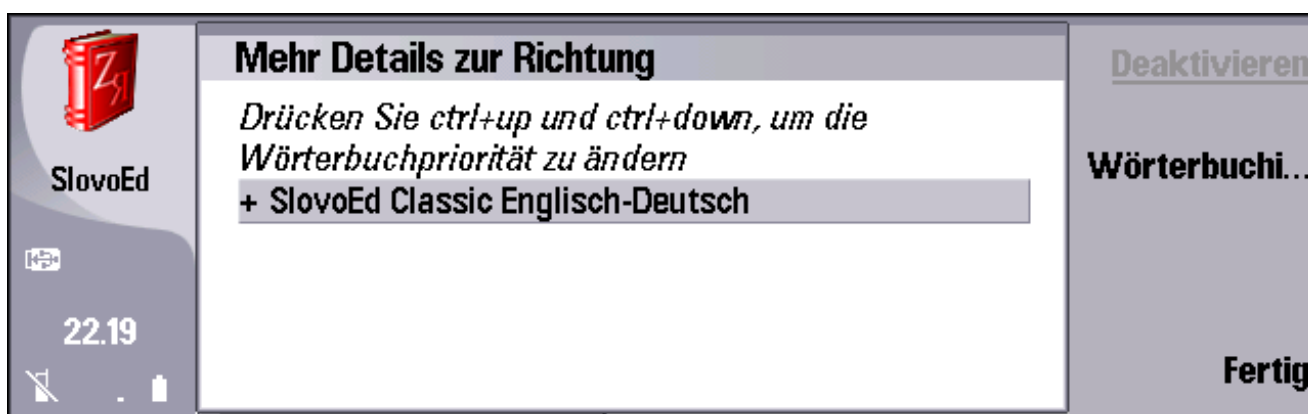 SlovoEd
22.19
Mehr Details zur Richtung
Drücken Sie ctrl+up und ctrl+down, um die
Wörterbuchpriorität zu ändern
+ SlovoEd Classic Englisch-Deutsch
Deaktivieren
Wörterbuchi...
Fertig